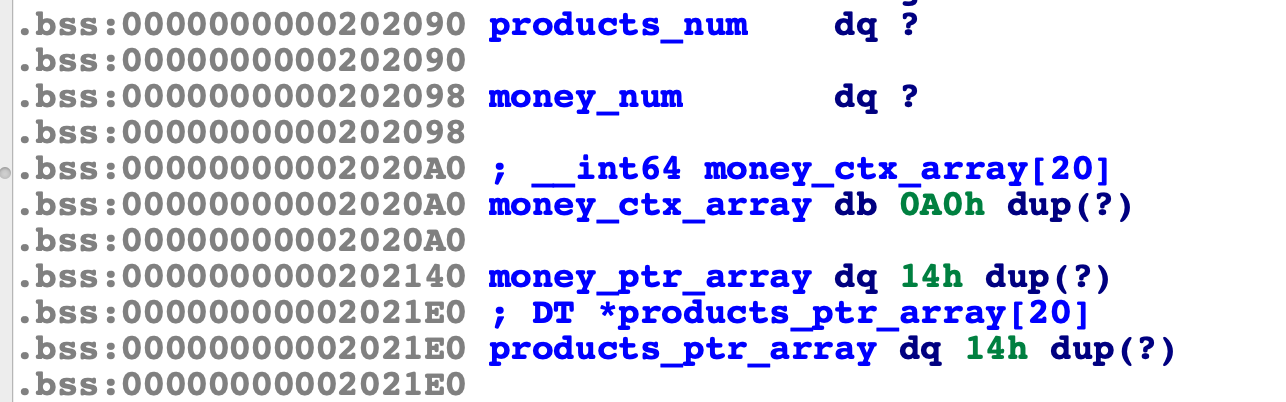 .bss:0000000000202090 products_num    dq ?
.bss:0000000000202090
.bss:0000000000202098 money_num       dq ?
.bss:0000000000202098
.bss:00000000002020A0 ; __int64 money_ctx_array[20]
.bss:00000000002020A0 money_ctx_array db 0A0h dup(?)
.bss:00000000002020A0
.bss:0000000000202140 money_ptr_array dq 14h dup(?)
.bss:00000000002021E0 ; DT *products_ptr_array[20]
.bss:00000000002021E0 products_ptr_array dq 14h dup(?)
.bss:00000000002021E0